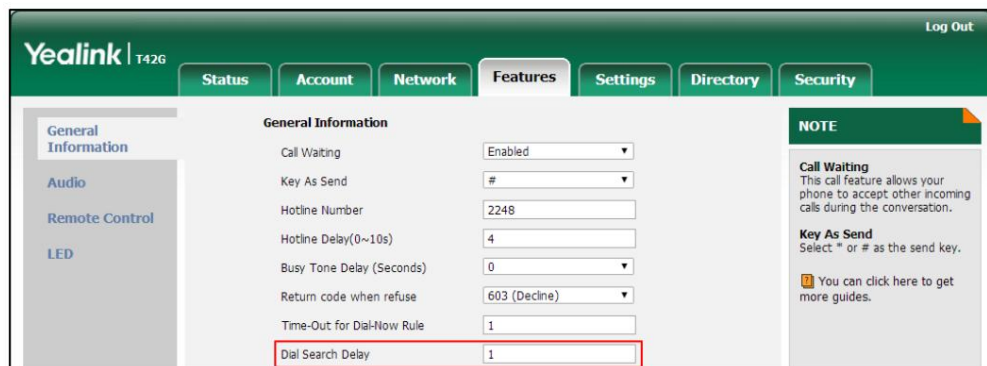 Log Out
Yealink | T42G
Status Account Network Features Settings Directory Security
General
Information
Audio
Remote Control
LED
General Information
Call Waiting Enabled
Key As Send #
Hotline Number 2248
Hotline Delay(0~10s) 4
Busy Tone Delay (Seconds) 0
Return code when refuse 603 (Decline)
Time-Out for Dial-Now Rule 1
Dial Search Delay 1
NOTE
Call Waiting
This call feature allows your
phone to accept other incoming
calls during the conversation.
Key As Send
Select * or # as the send key.
You can click here to get
more guides.